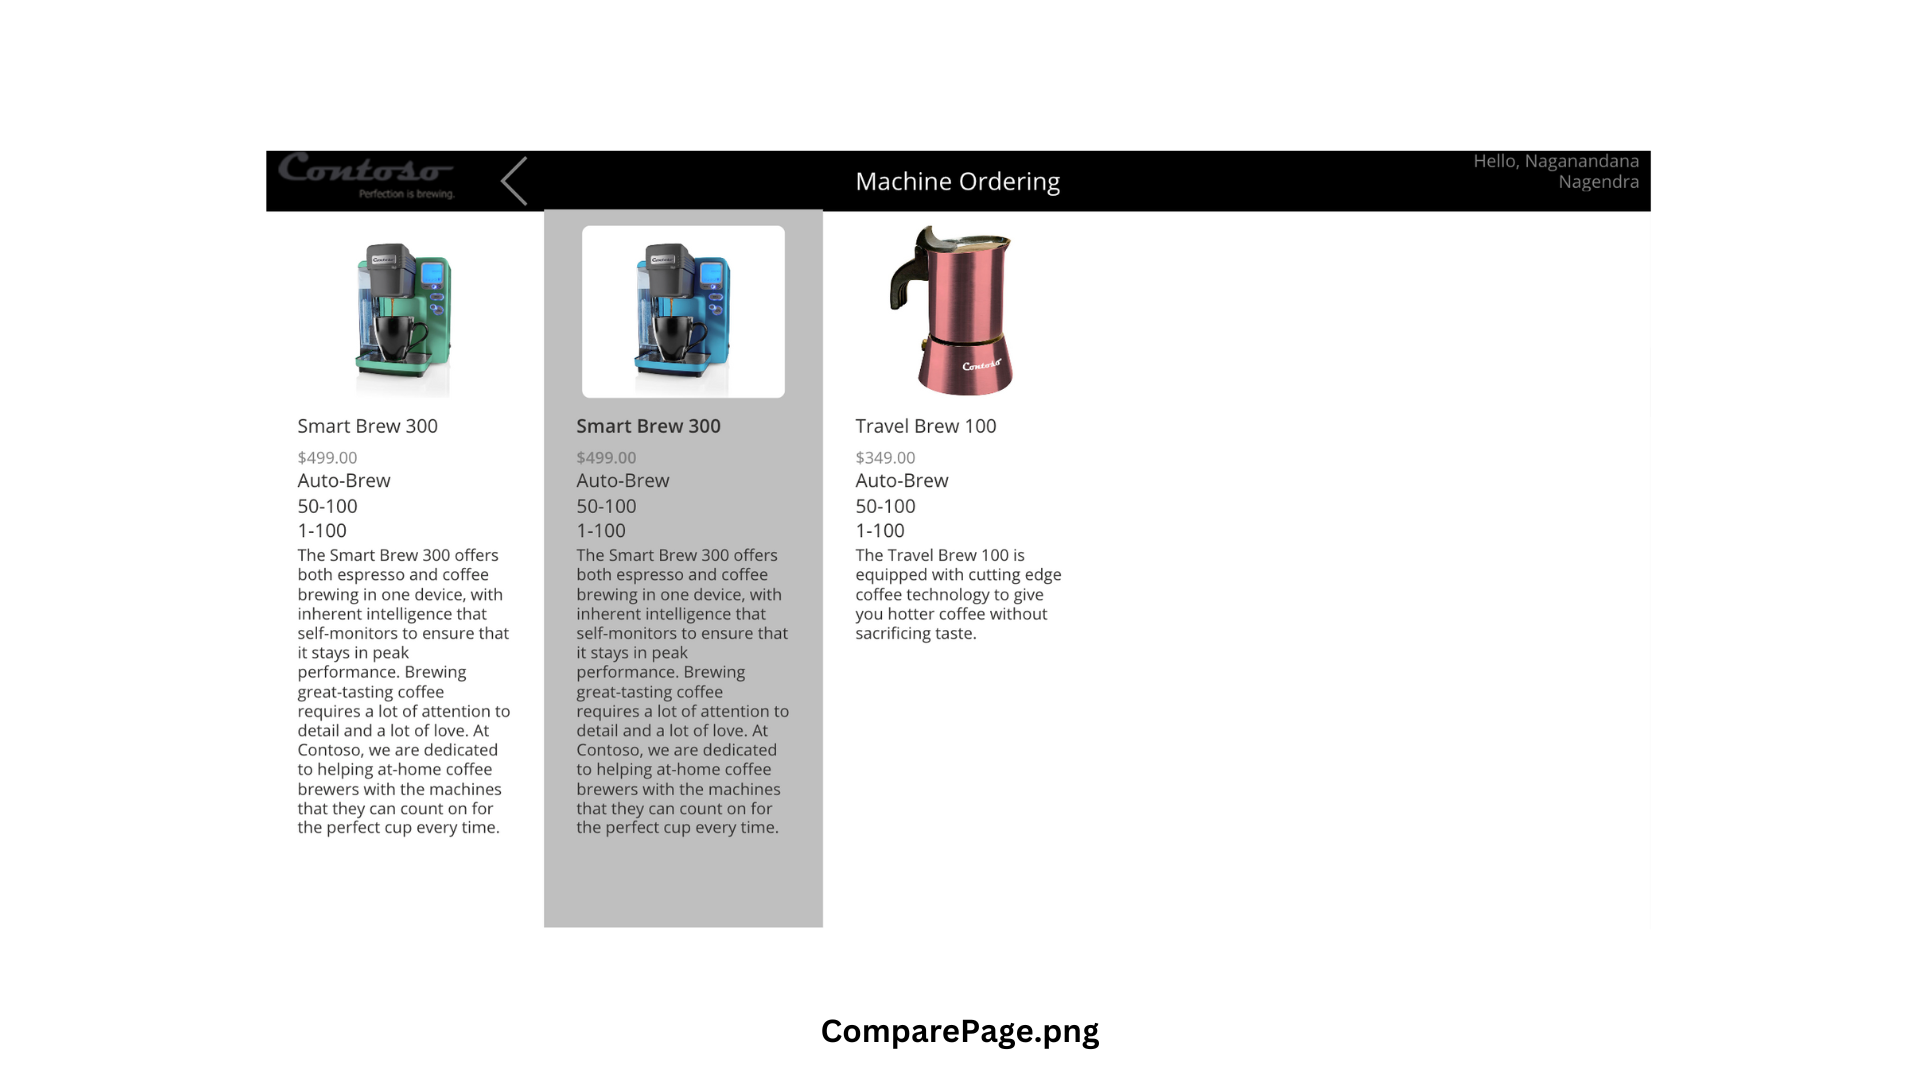 Contoso
Perfection is brewing.
Machine Ordering
Hello, Naganandana
Nagendra
Contoso
Smart Brew 300
$499.00
Auto-Brew
50-100
1-100
The Smart Brew 300 offers
both espresso and coffee
brewing in one device, with
inherent intelligence that
self-monitors to ensure that
it stays in peak
performance. Brewing
great-tasting coffee
requires a lot of attention to
detail and a lot of love. At
Contoso, we are dedicated
to helping at-home coffee
brewers with the machines
that they can count on for
the perfect cup every time.
Contoso
Smart Brew 300
$499.00
Auto-Brew
50-100
1-100
The Smart Brew 300 offers
both espresso and coffee
brewing in one device, with
inherent intelligence that
self-monitors to ensure that
it stays in peak
performance. Brewing
great-tasting coffee
requires a lot of attention to
detail and a lot of love. At
Contoso, we are dedicated
to helping at-home coffee
brewers with the machines
that they can count on for
the perfect cup every time.
Contoso
Travel Brew 100
$349.00
Auto-Brew
50-100
1-100
The Travel Brew 100 is
equipped with cutting edge
coffee technology to give
you hotter coffee without
sacrificing taste.
ComparePage.png